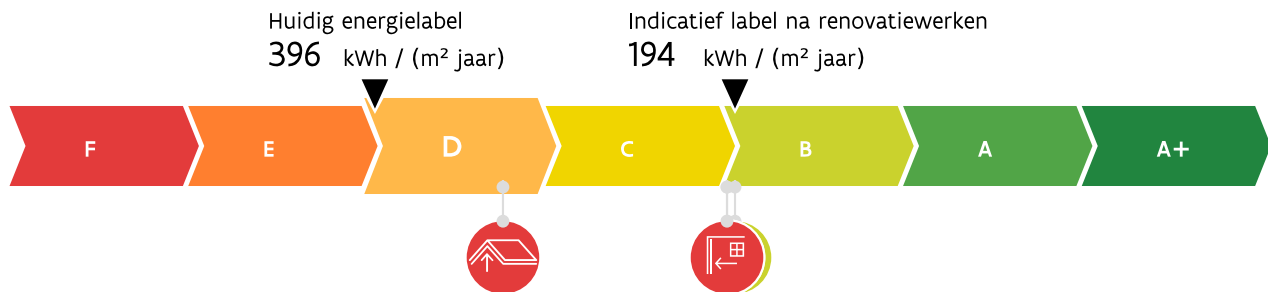 Huidig energielabel
396 kWh / (m² jaar)
Indicatief label na renovatiewerken
194 kWh / (m² jaar)
F E D C B A A+